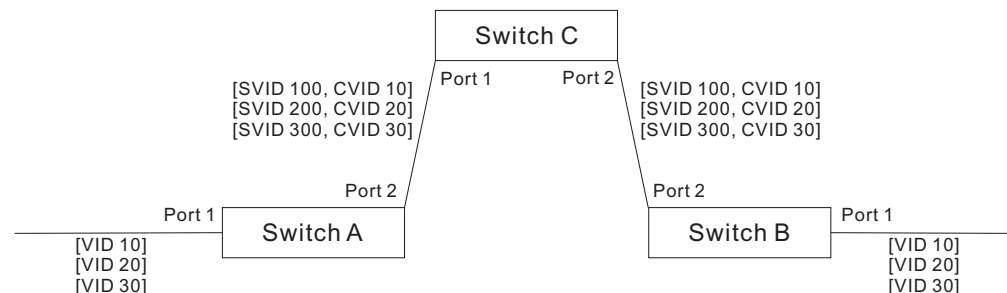 Switch C
Port 1
Port 2
[SVID 100, CVID 10]
[SVID 200, CVID 20]
[SVID 300, CVID 30]
[SVID 100, CVID 10]
[SVID 200, CVID 20]
[SVID 300, CVID 30]
Port 2
Port 2
Port 1
Switch A
Switch B
Port 1
[VID 10]
[VID 20]
[VID 30]
[VID 10]
[VID 20]
[VID 30]